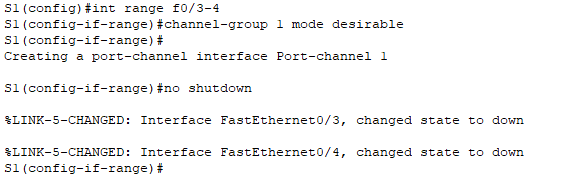 S1(config)#int range f0/3-4
S1(config-if-range)#channel-group 1 mode desirable
S1(config-if-range)#
Creating a port-channel interface Port-channel 1
S1(config-if-range)#no shutdown
%LINK-5-CHANGED: Interface FastEthernet0/3, changed state to down
%LINK-5-CHANGED: Interface FastEthernet0/4, changed state to down
S1(config-if-range)#